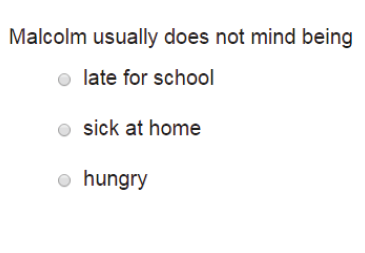 Malcolm usually does not mind being
late for school
sick at home
hungry